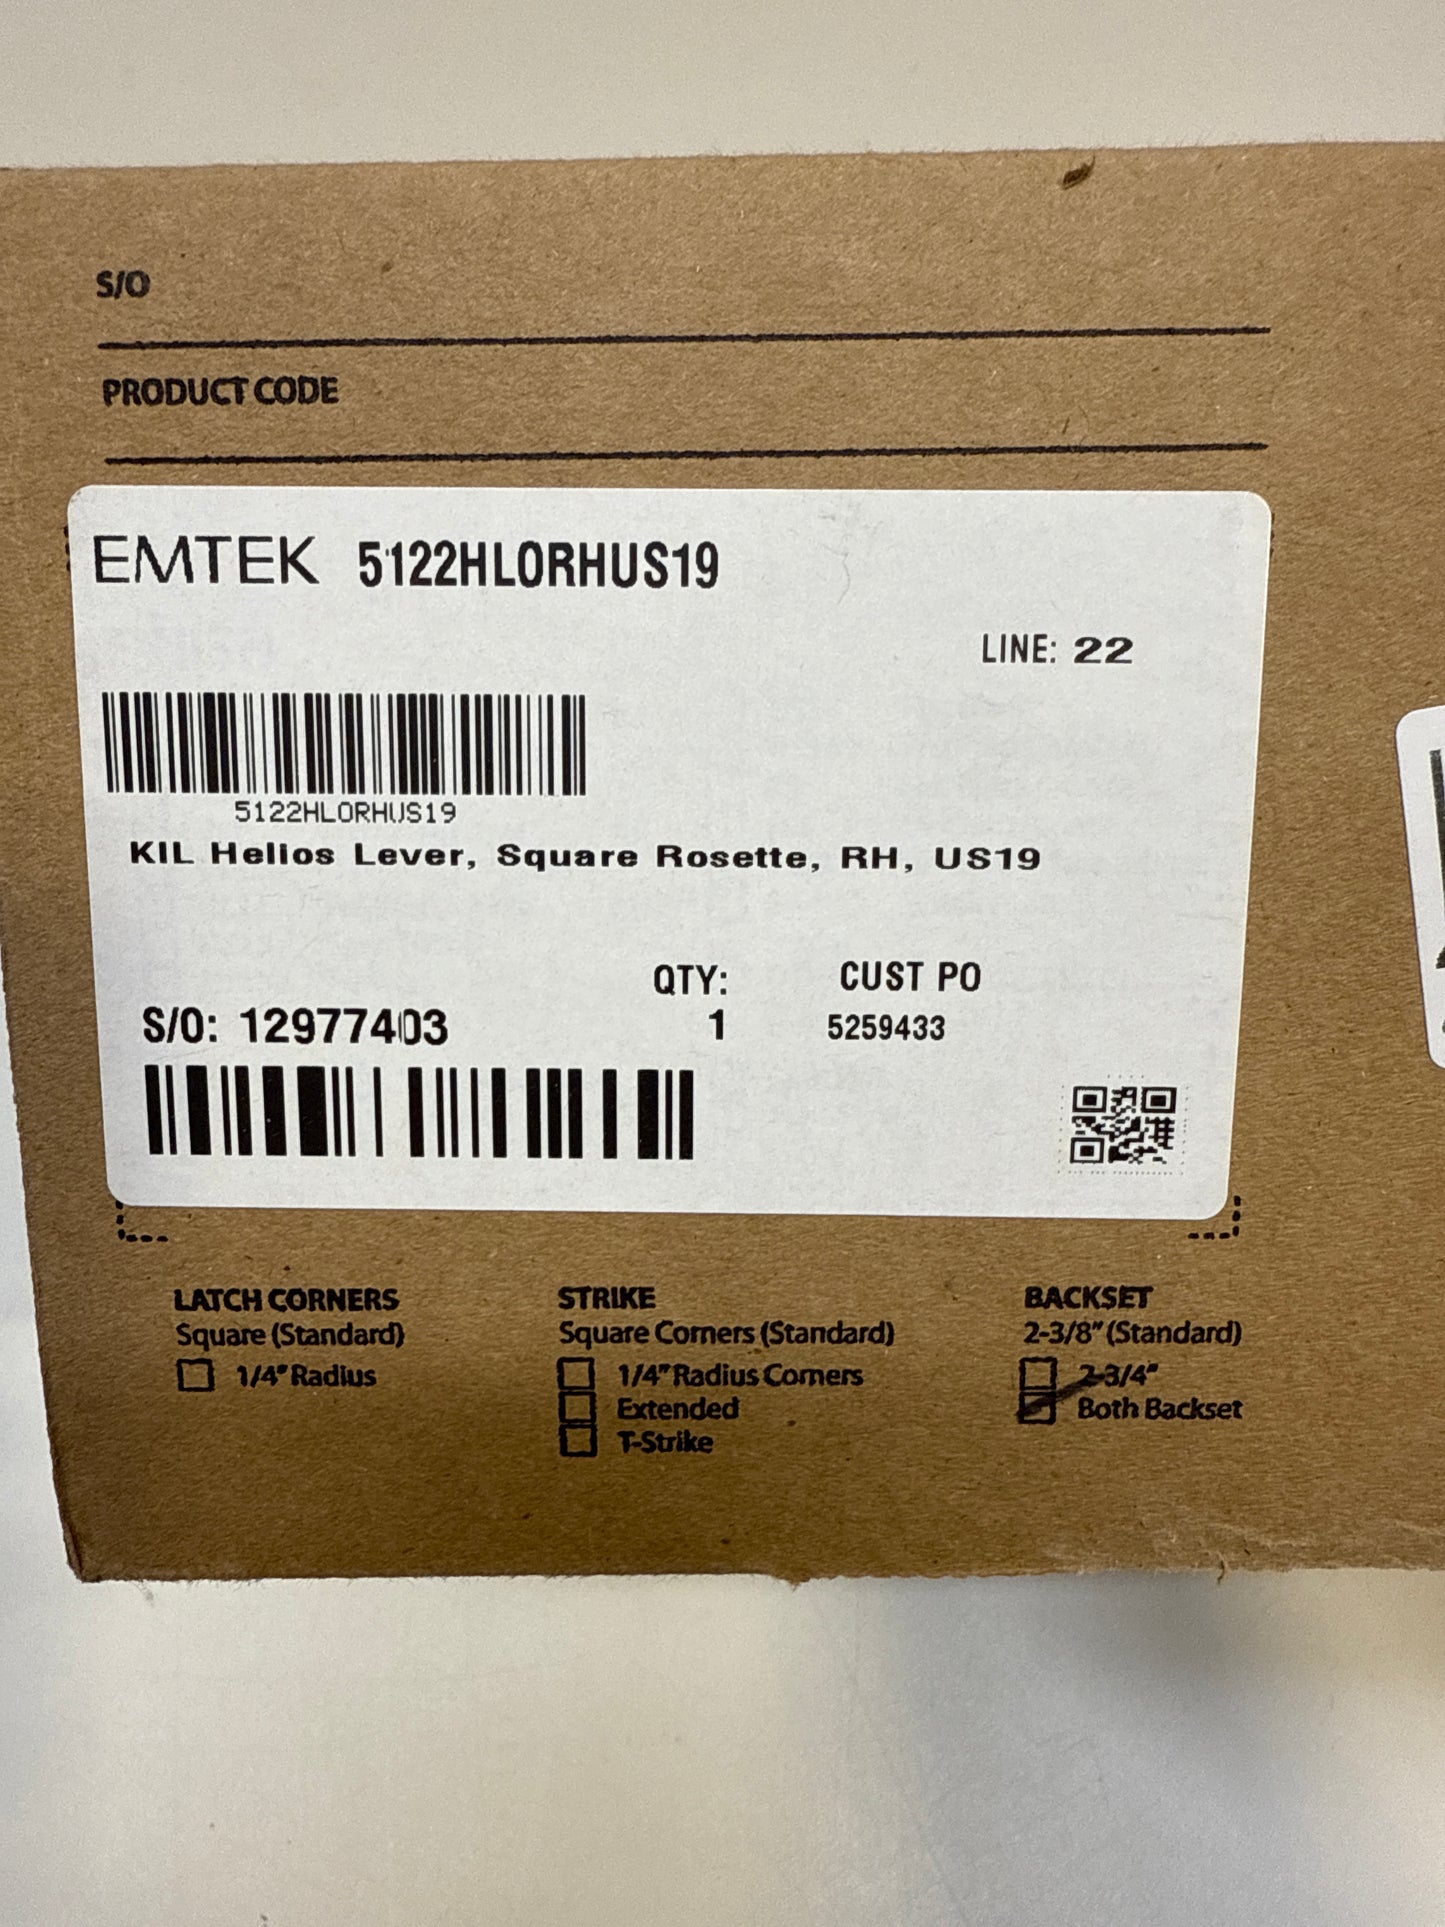 S/O
PRODUCT CODE
EMTEK 5122HLORHUS19
LINE: 22
5122HLORHUS19
KIL Helios Lever, Square Rosette, RH, US19
QTY: CUST PO
S/O: 12977403 1 5259433
LATCH CORNERS STRIKE BACKSET
Square (Standard) Square Corners (Standard) 2-3/8" (Standard)
1/4" Radius 1/4" Radius Corners 2-3/4"
Extended Both Backset
T-Strike